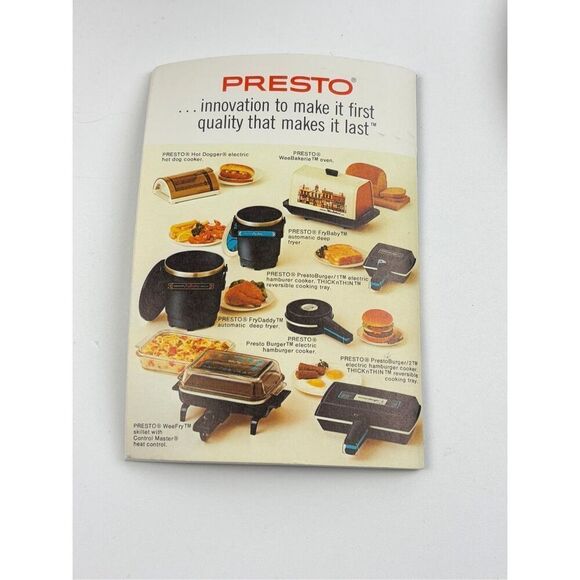 PRESTO®
...innovation to make it first
quality that makes it last™
PRESTO® Hot Dogger® electric
hot dog cooker.
PRESTO®
WeeBakerie™ oven.
PRESTO® FryBaby™
automatic deep
fryer.
PRESTO® PrestoBurger/1™ electric
hamburger cooker. THICKnTHIN™
reversible cooking tray.
PRESTO® FryDaddy™
automatic deep fryer.
PRESTO®
Presto Burger™ electric
hamburger cooker.
PRESTO® PrestoBurger/2™
electric hamburger cooker.
THICKnTHIN™ reversible
cooking tray.
PRESTO® WeeFry™
skillet with
Control Master®
heat control.